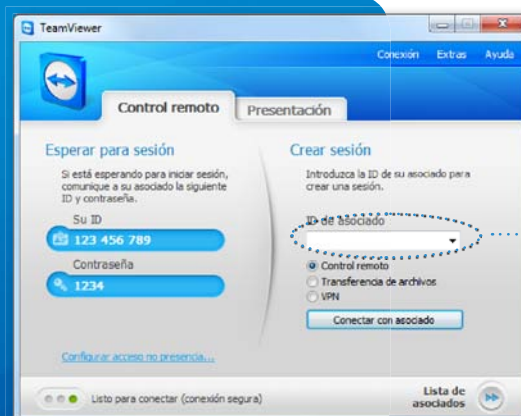 TeamViewer
Conexión Extras Ayuda
Control remoto Presentación
Esperar para sesión
Si está esperando para iniciar sesión,
comunique a su asociado la siguiente
ID y contraseña.
Su ID
123 456 789
Contraseña
1234
Configurar acceso no presencia...
Crear sesión
Introduzca la ID de su asociado para
crear una sesión.
ID de asociado
Control remoto
Transferencia de archivos
VPN
Conectar con asociado
Listo para conectar (conexión segura)
Lista de
asociados